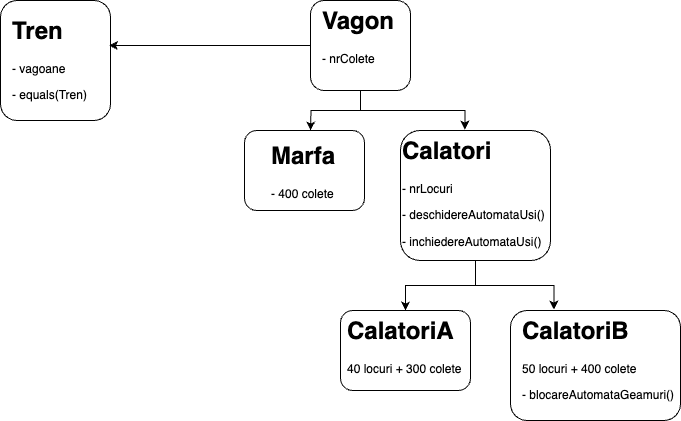 Tren
- vagoane
- equals(Tren)
Vagon
- nrColete
Marfa
- 400 colete
Calatori
- nrLocuri
- deschidereAutomataUsi()
- inchiedereAutomataUsi()
CalatoriA
40 locuri + 300 colete
CalatoriB
50 locuri + 400 colete
- blocareAutomataGeamuri()